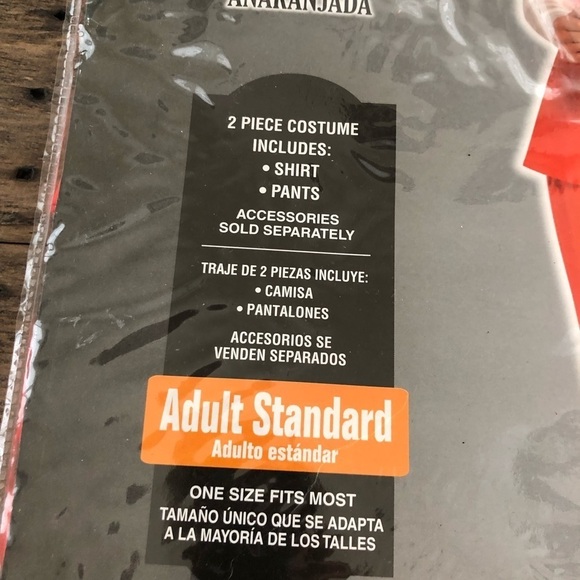 ANARANJADA
2 PIECE COSTUME
INCLUDES:
• SHIRT
• PANTS
ACCESSORIES
SOLD SEPARATELY
TRAJE DE 2 PIEZAS INCLUYE:
• CAMISA
• PANTALONES
ACCESORIOS SE
VENDEN SEPARADOS
Adult Standard
Adulto estándar
ONE SIZE FITS MOST
TAMAÑO ÚNICO QUE SE ADAPTA
A LA MAYORÍA DE LOS TALLES